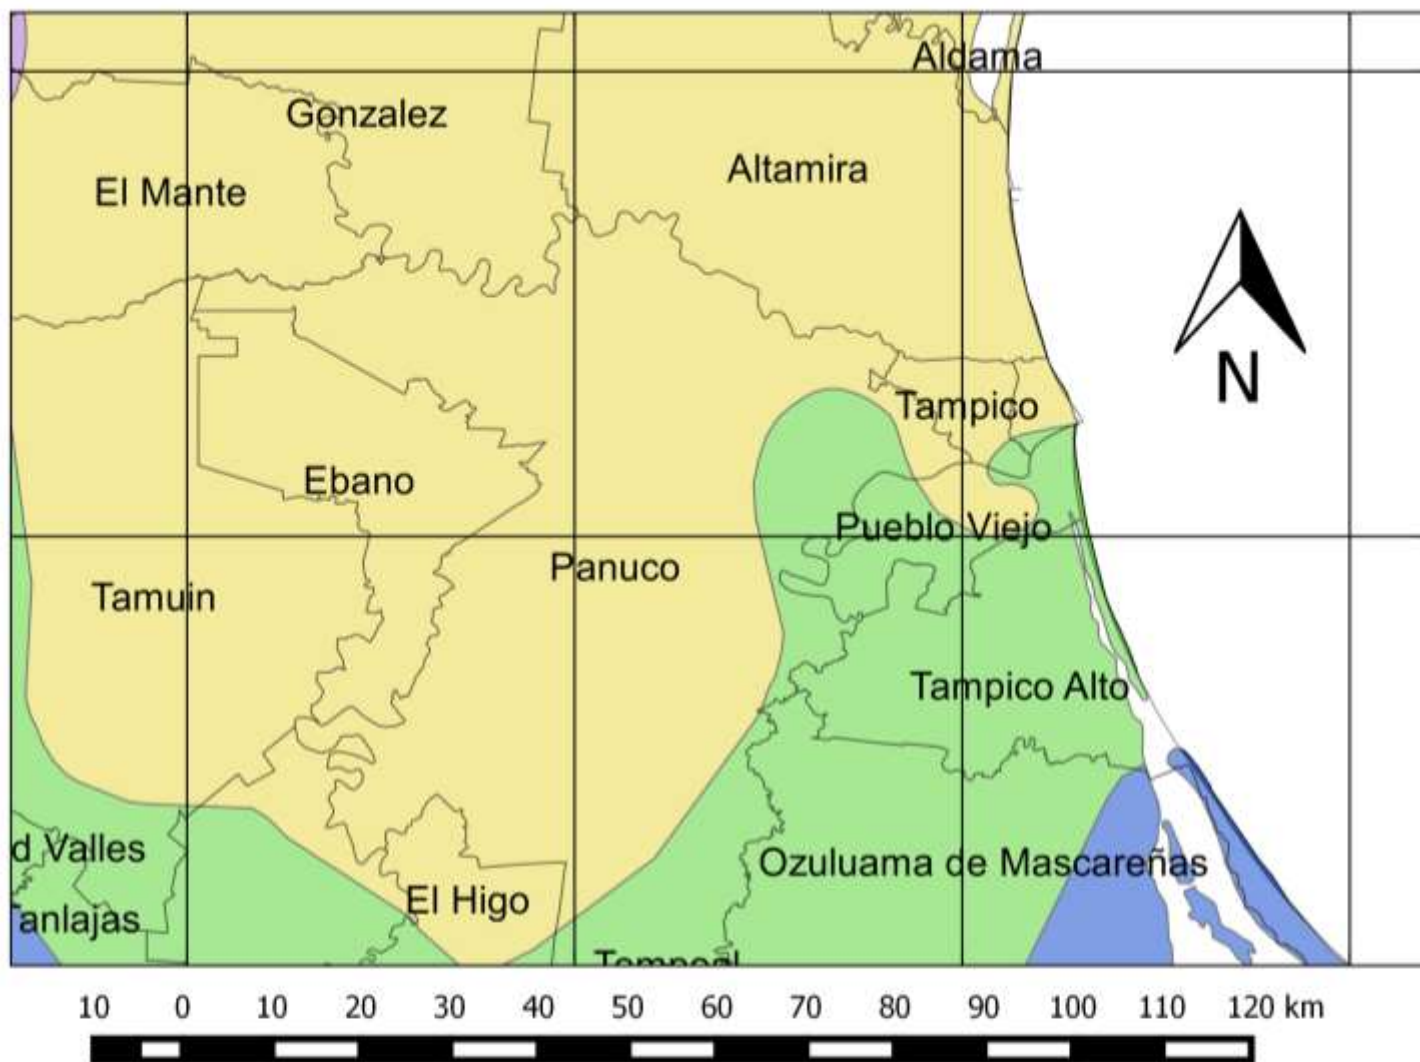 Aldama
Gonzalez
Altamira
El Mante
N
Tampico
Ebano
Pueblo Viejo
Panuco
Tamuin
Tampico Alto
d Valles
Ozuluama de Mascareñas
El Higo
anlajas
10 0 10 20 30 40 50 60 70 80 90 100 110 120 km